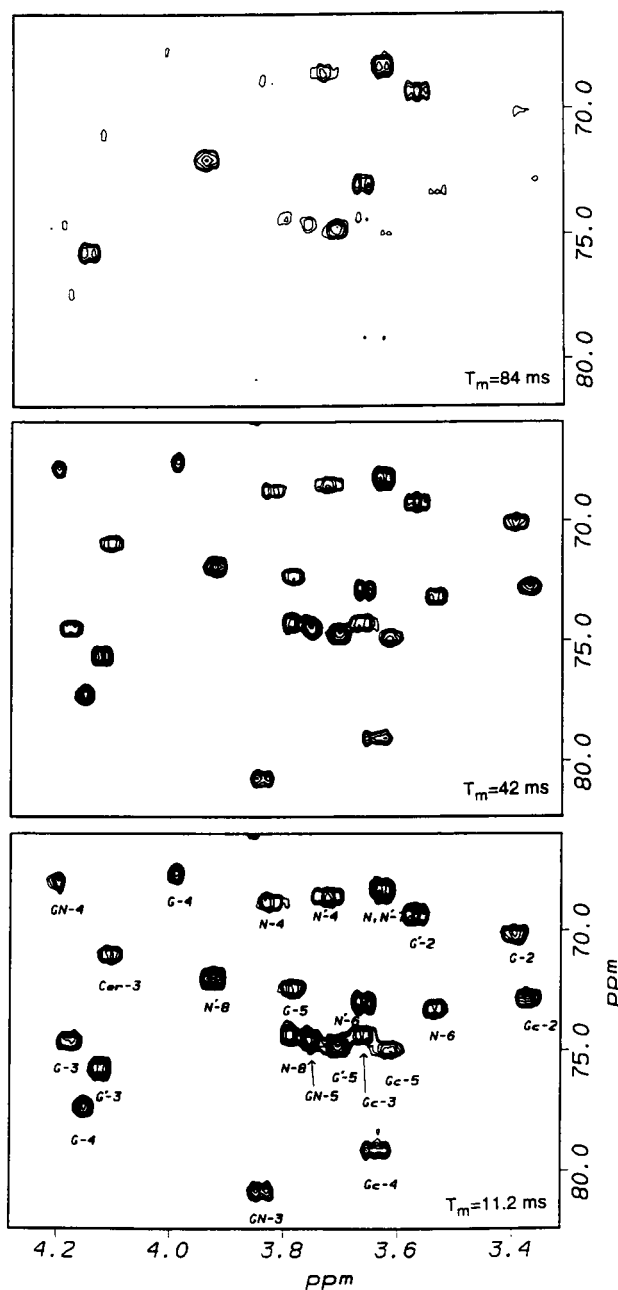 70.0
75.0
80.0
Tm=84 ms
70.0
75.0
80.0
Tm=42 ms
GN-4
G-4
N-4
N'-4
N,N'-7
G'-2
G-2
Cer-3
N'-8
G-5
N'-6
N-6
Gc-2
G-3
G'-3
N-8
GN-5
G'-5
Gc-3
Gc-5
G-4
Gc-4
GN-3
70.0
75.0
80.0
ppm
Tm=11.2 ms
4.2
4.0
3.8
3.6
3.4
ppm